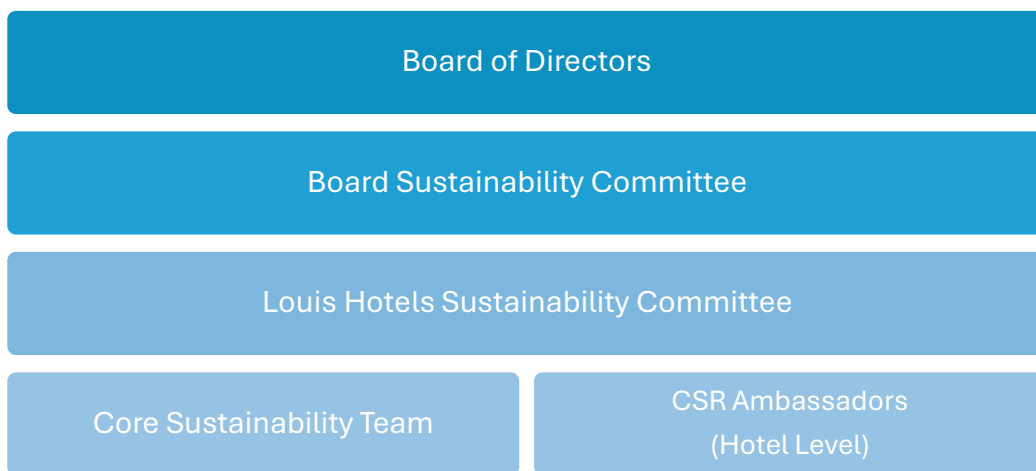 Board of Directors
Board Sustainability Committee
Louis Hotels Sustainability Committee
Core Sustainability Team
CSR Ambassadors
(Hotel Level)